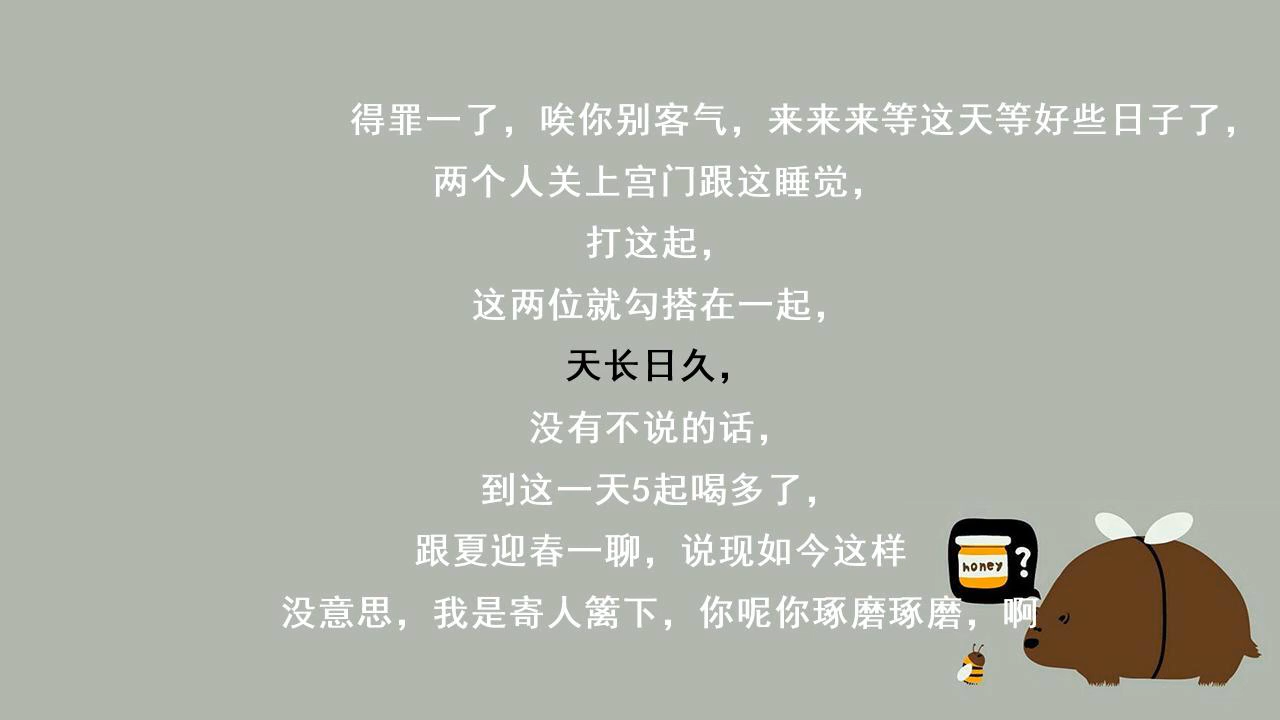 得罪一了，唉你别客气，来来来等这天等好些日子了，
两个人关上宫门跟这睡觉，
打这起，
这两位就勾搭在一起，
天长日久，
没有不说的话，
到这一天5起喝多了，
跟夏迎春一聊，说现如今这样
没意思，我是寄人篱下，你呢你琢磨琢磨，啊
honey ?